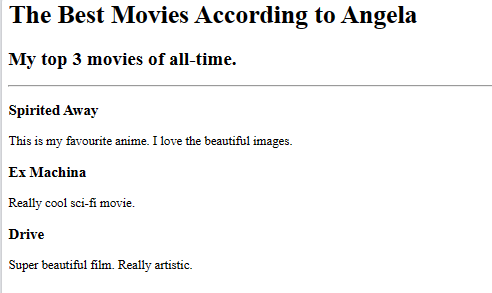 The Best Movies According to Angela
My top 3 movies of all-time.
Spirited Away
This is my favourite anime. I love the beautiful images.
Ex Machina
Really cool sci-fi movie.
Drive
Super beautiful film. Really artistic.